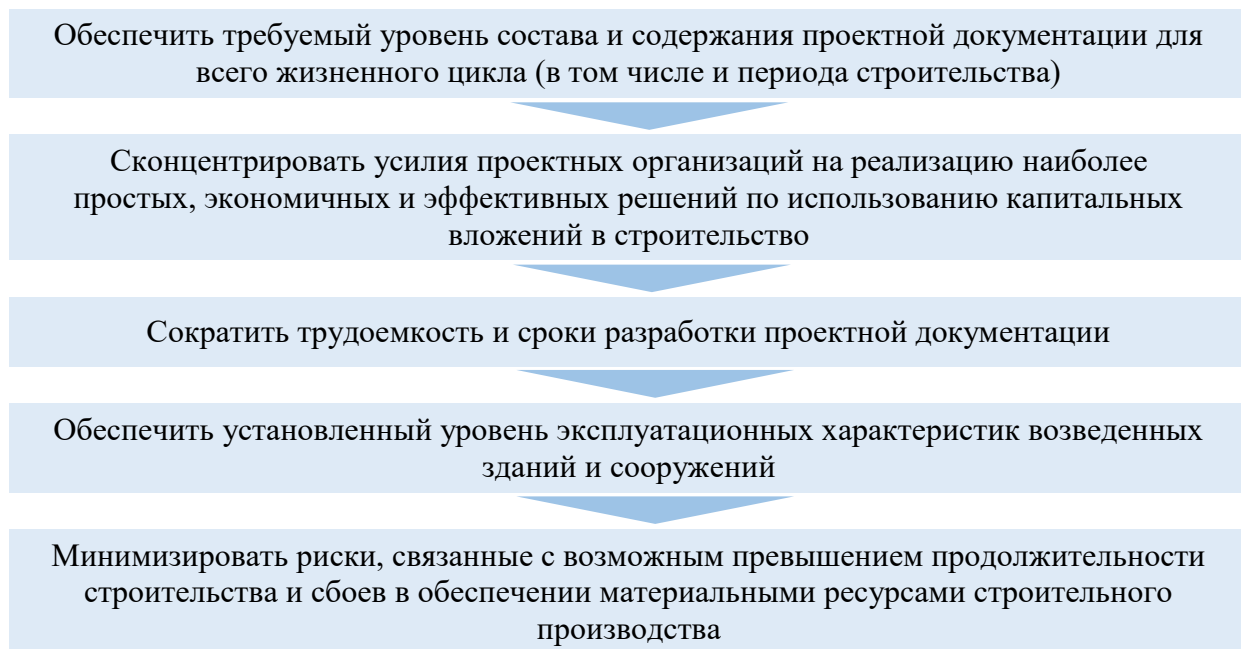 Обеспечить требуемый уровень состава и содержания проектной документации для
всего жизненного цикла (в том числе и периода строительства)
Сконцентрировать усилия проектных организаций на реализацию наиболее
простых, экономичных и эффективных решений по использованию капитальных
вложений в строительство
Сократить трудоемкость и сроки разработки проектной документации
Обеспечить установленный уровень эксплуатационных характеристик возведенных
зданий и сооружений
Минимизировать риски, связанные с возможным превышением продолжительности
строительства и сбоев в обеспечении материальными ресурсами строительного
производства